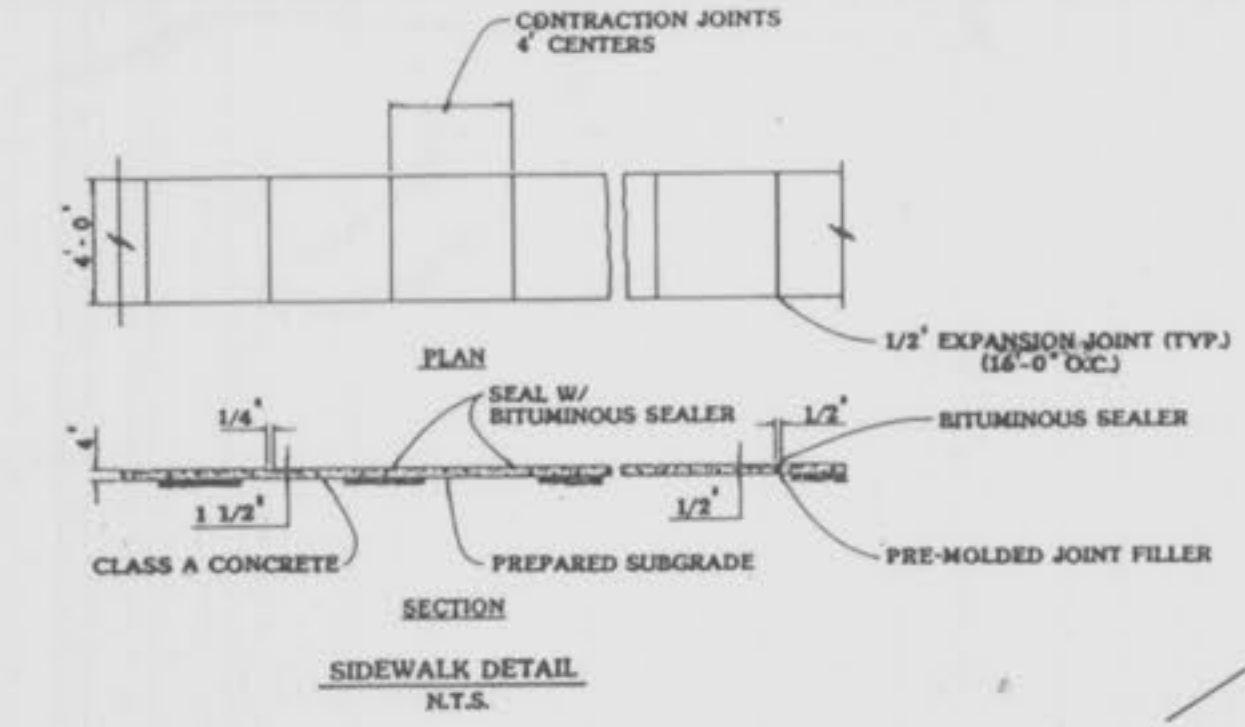 CONTRACTION JOINTS
4' CENTERS
4'-0"
1/2" EXPANSION JOINT (TYP.)
(16'-0" O.C.)
PLAN
SEAL W/
BITUMINOUS SEALER
1/4"
1/2"
BITUMINOUS SEALER
4"
1 1/2"
1/2"
CLASS A CONCRETE
PREPARED SUBGRADE
PRE-MOLDED JOINT FILLER
SECTION
SIDEWALK DETAIL
N.T.S.